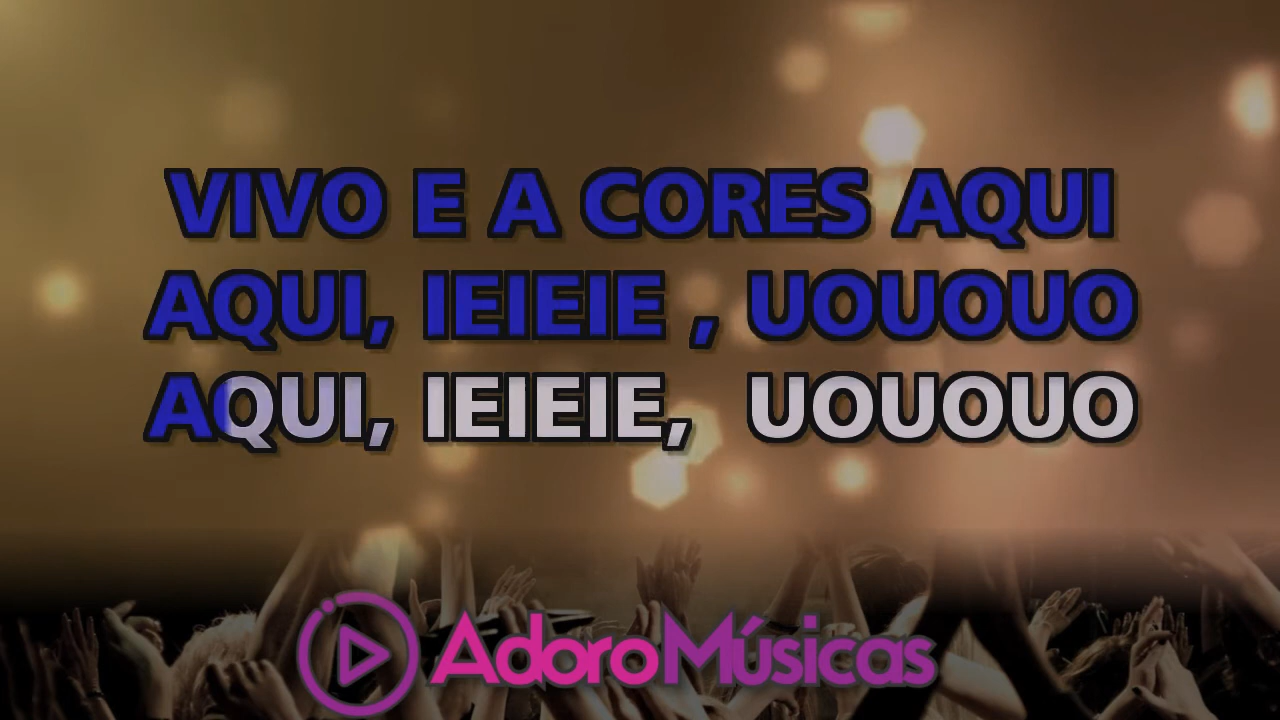 VIVO E A CORES AQUI
AQUI, IEIEIE , UOUOUO
AQUI, IEIEIE,  UOUOUO
AdoroMúsicas